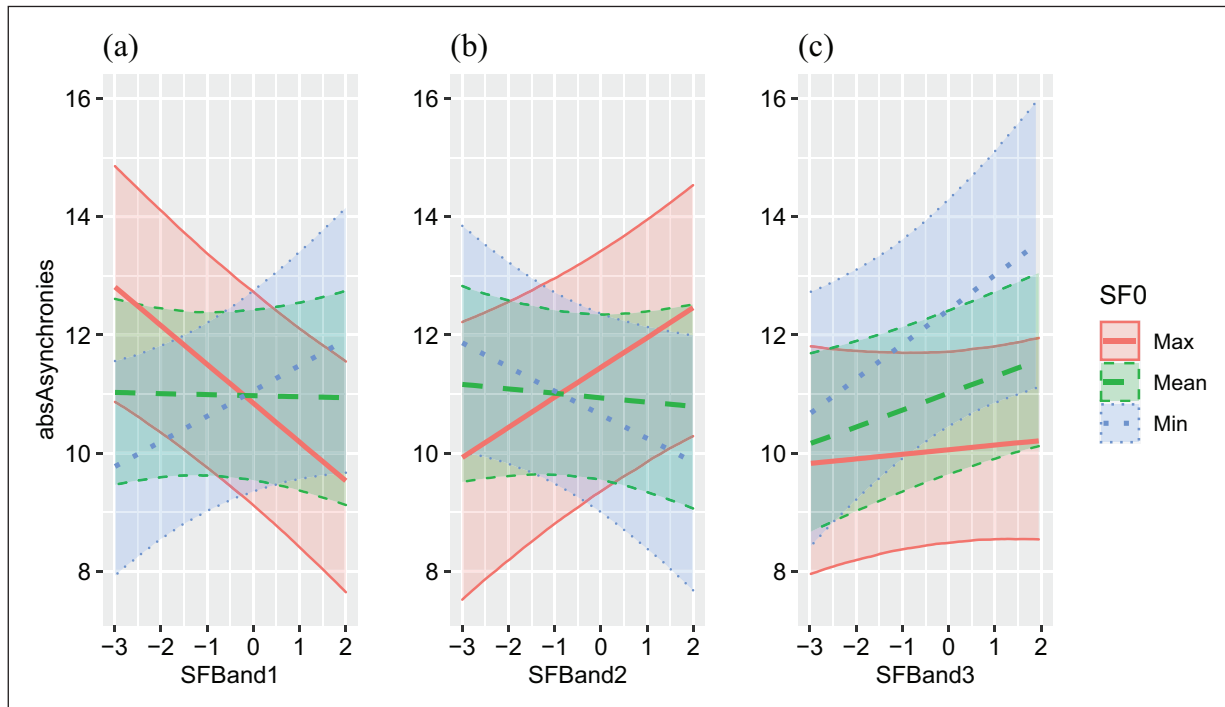 (a) (b) (c)
16 16 16
14 14 14
12 12 12
10 10 10
8 8 8
absAsynchronies
−3 −2 −1 0 1 2 −3 −2 −1 0 1 2 −3 −2 −1 0 1 2
SFBand1 SFBand2 SFBand3
SF0
Max
Mean
Min